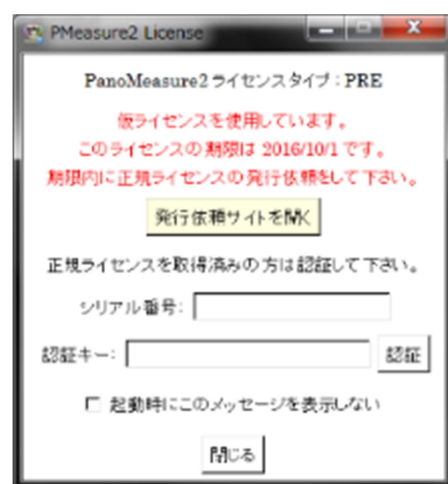 PMeasure2 License
PanoMeasure2 ライセンスタイプ：PRE
仮ライセンスを使用しています。
このライセンスの期限は 2016/10/1 です。
期限内に正規ライセンスの発行依頼をして下さい。
発行依頼サイトを開く
正規ライセンスを取得済みの方は認証して下さい。
シリアル番号：
認証キー：
認証
起動時にこのメッセージを表示しない
閉じる